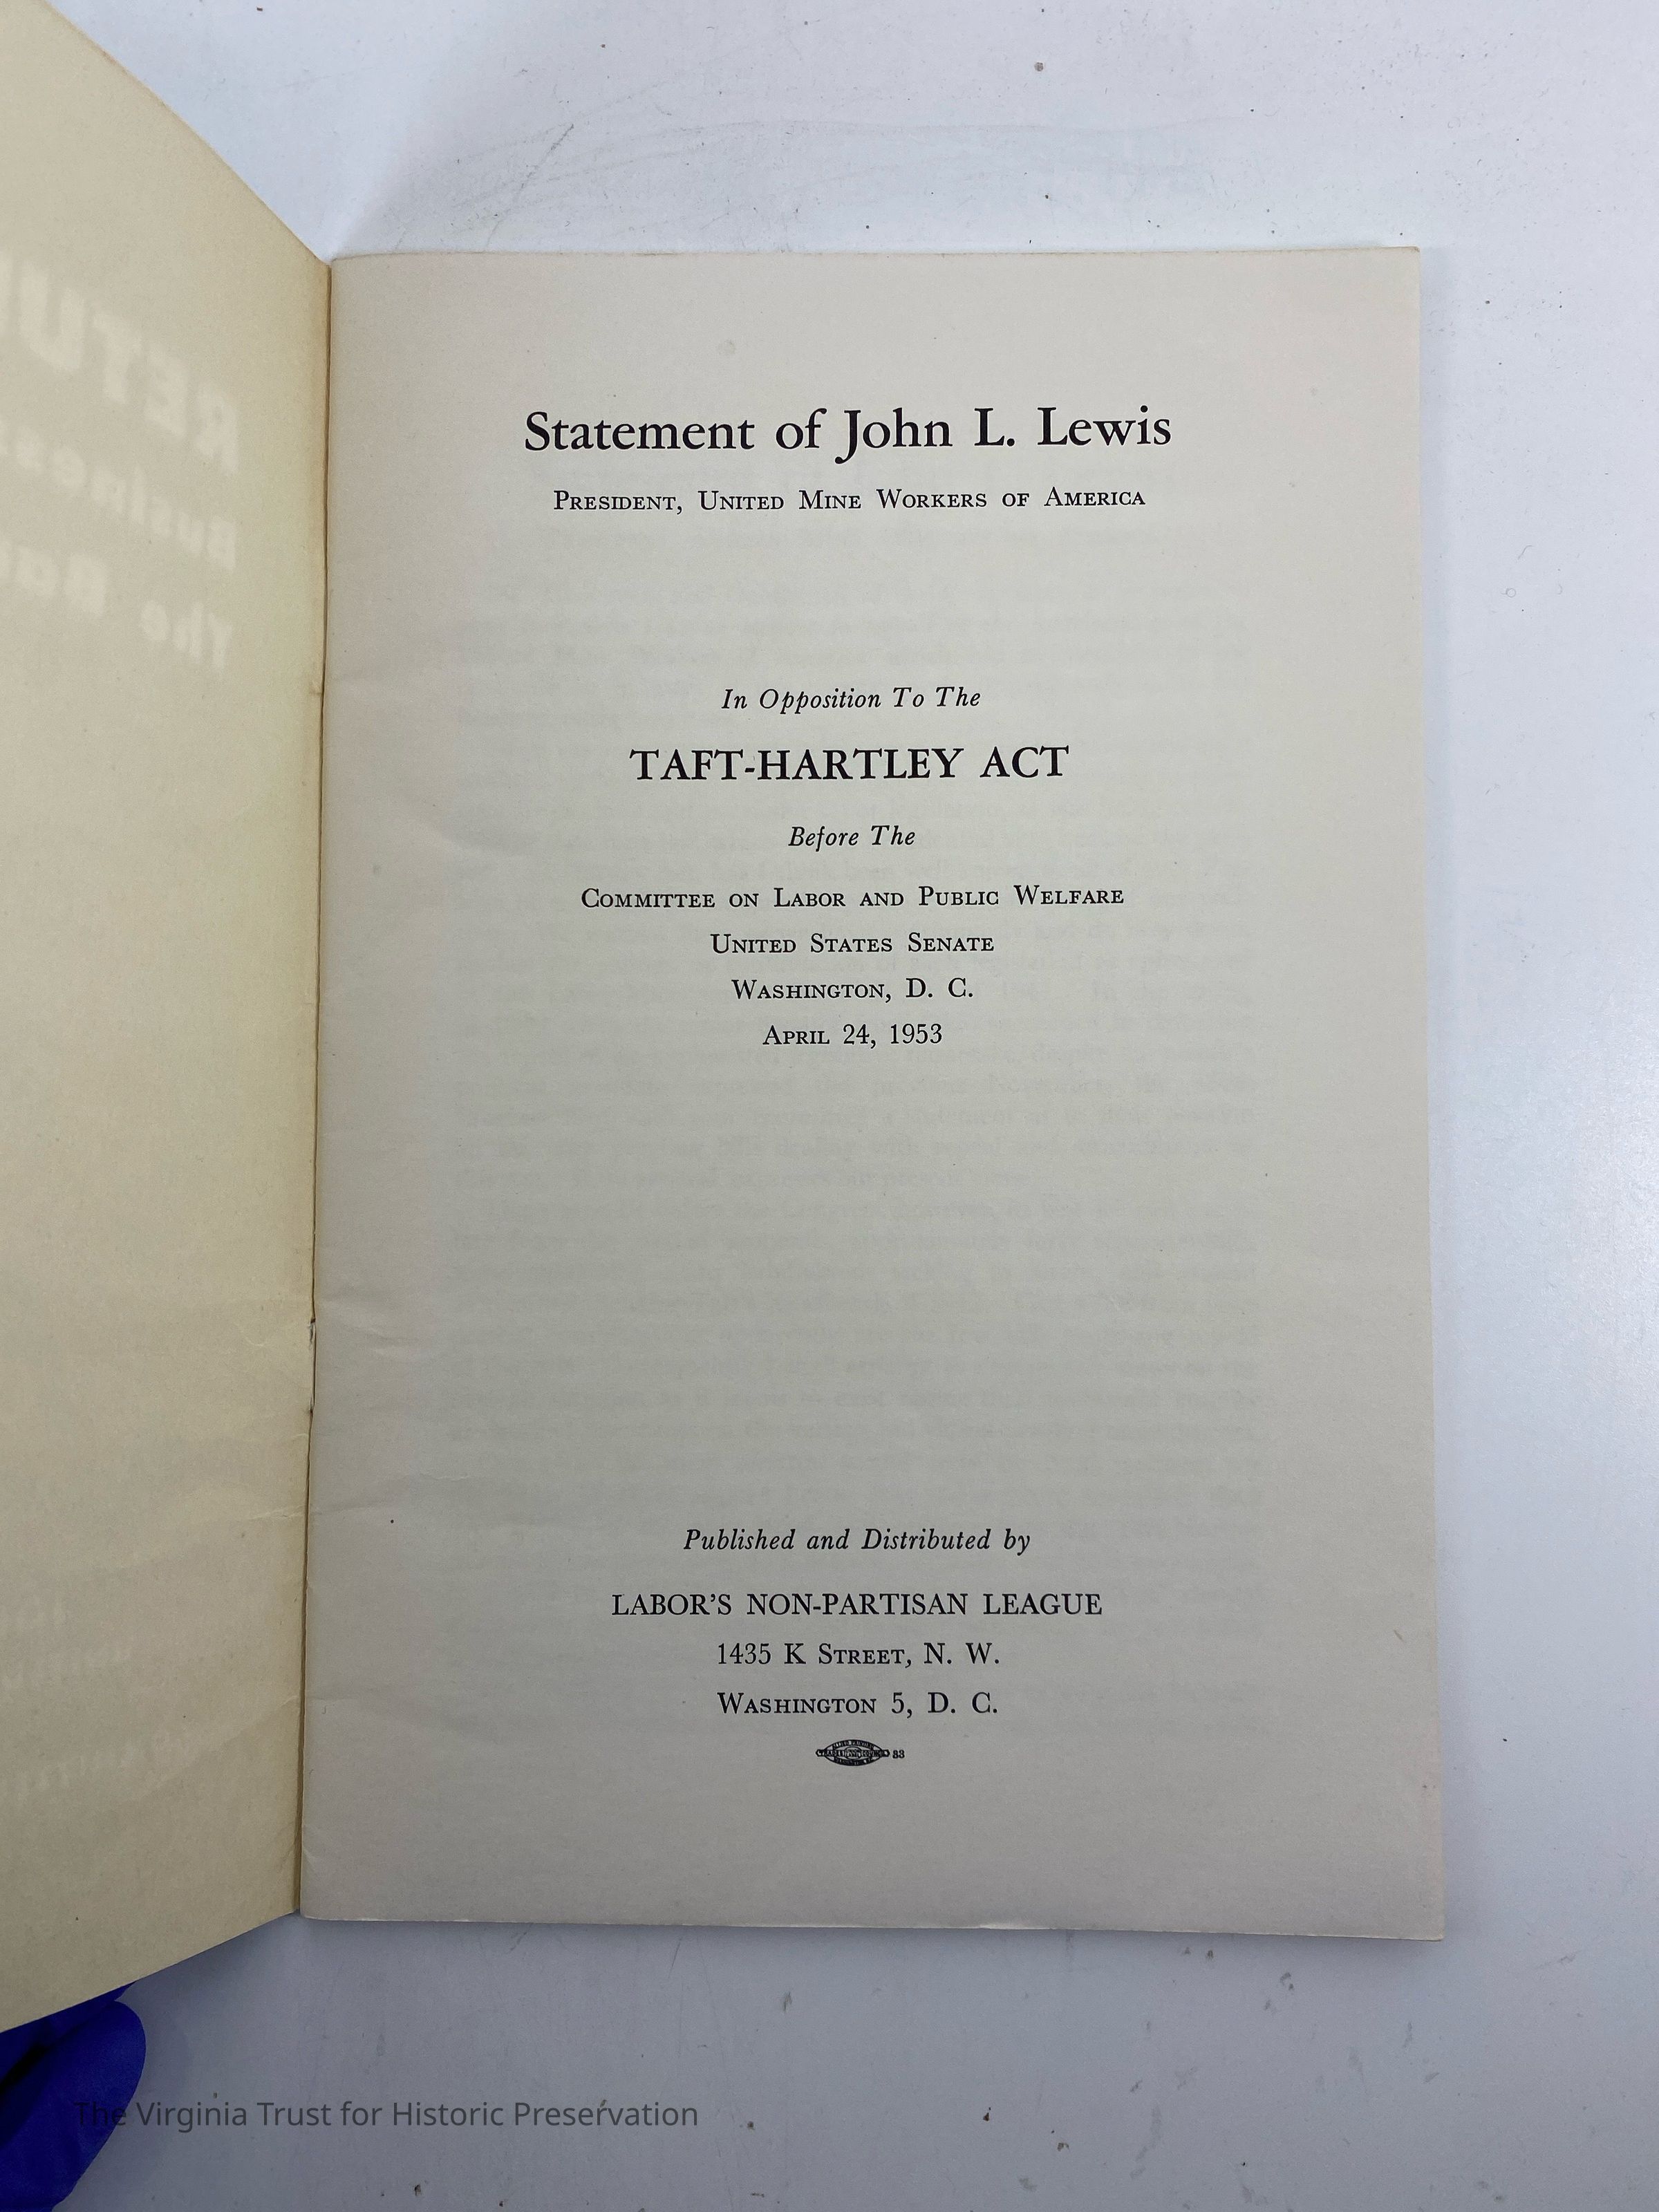 Statement of John L. Lewis
President, United Mine Workers of America
In Opposition To The
TAFT-HARTLEY ACT
Before The
Committee on Labor and Public Welfare
United States Senate
Washington, D. C.
April 24, 1953
Published and Distributed by
LABOR'S NON-PARTISAN LEAGUE
1435 K Street, N. W.
Washington 5, D. C.
83
The Virginia Trust for Historic Preservation